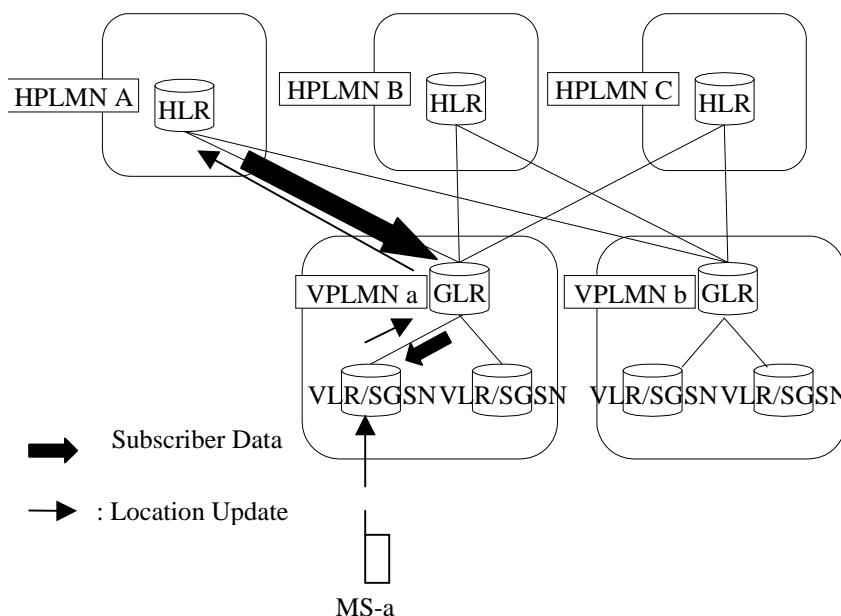 HPLMN A
HLR
HPLMN B
HLR
HPLMN C
HLR
VPLMN a
GLR
VPLMN b
GLR
VLR/SGSN
VLR/SGSN
VLR/SGSN
VLR/SGSN
Subscriber Data
: Location Update
MS-a